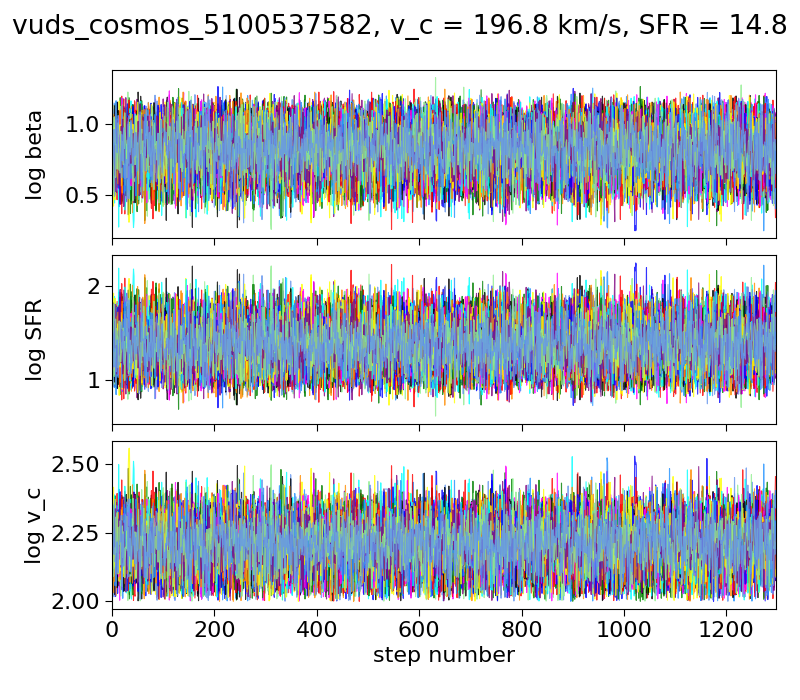 vuds_cosmos_5100537582, v_c = 196.8 km/s, SFR = 14.8
log beta
1.0
0.5
log SFR
2
1
log v_c
2.50
2.25
2.00
0 200 400 600 800 1000 1200
step number